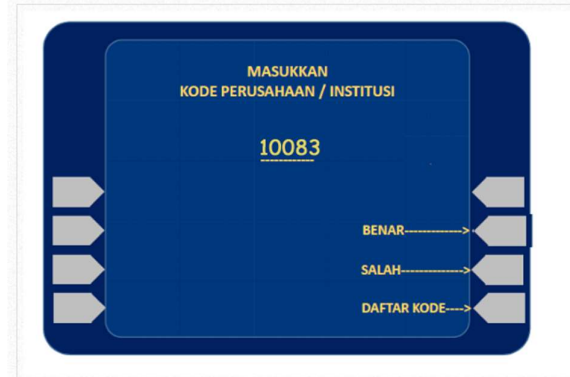 MASUKKAN
KODE PERUSAHAAN / INSTITUSI
10083
BENAR------------->
SALAH------------->
DAFTAR KODE---->